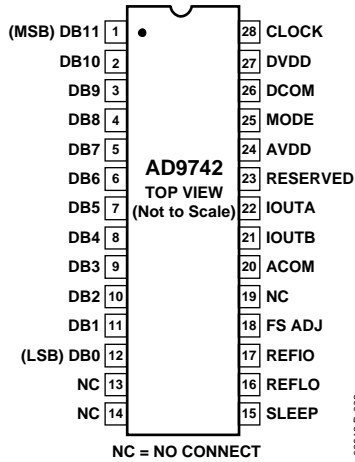 (MSB) DB11 1 28 CLOCK
DB10 2 27 DVDD
DB9 3 26 DCOM
DB8 4 25 MODE
DB7 5 24 AVDD
DB6 6 23 RESERVED
DB5 7 22 IOUTA
DB4 8 21 IOUTB
DB3 9 20 ACOM
DB2 10 19 NC
DB1 11 18 FS ADJ
(LSB) DB0 12 17 REFIO
NC 13 16 REFLO
NC 14 15 SLEEP
AD9742
TOP VIEW
(Not to Scale)
NC = NO CONNECT